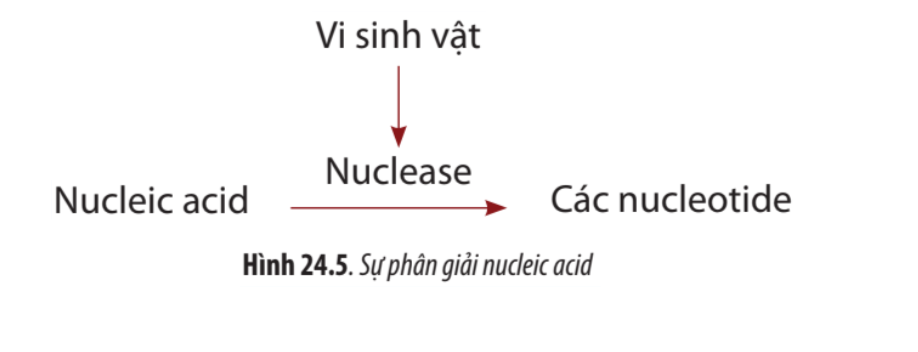 Vi sinh vật
Nuclease
Nucleic acid
Các nucleotide
Hình 24.5. Sự phân giải nucleic acid